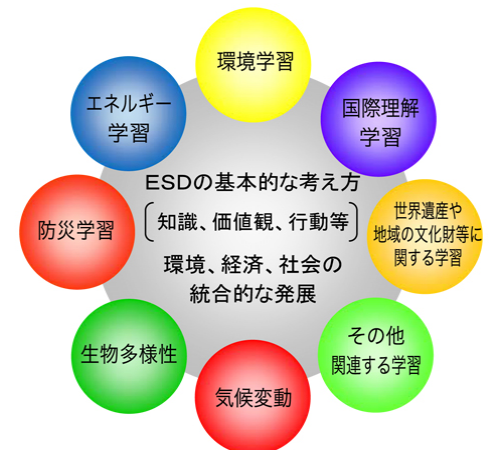 環境学習
エネルギー
学習
国際理解
学習
ESDの基本的な考え方
〔知識、価値観、行動等〕
環境、経済、社会の
統合的な発展
防災学習
世界遺産や
地域の文化財等に
関する学習
生物多様性
その他
関連する学習
気候変動